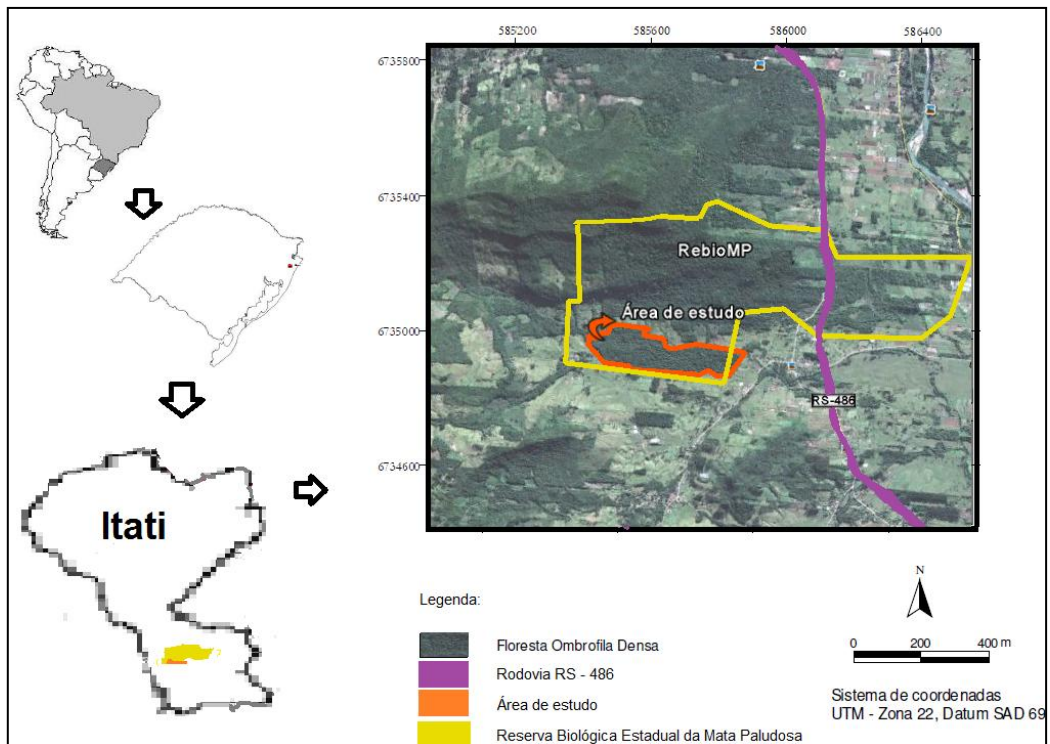 585200 585600 586000 586400
6735800
6735400
6735000
6734600
RebioMP
Área de estudo
RS-486
Itati
Legenda:
Floresta Ombrofila Densa
Rodovia RS - 486
Área de estudo
Reserva Biológica Estadual da Mata Paludosa
N
0 200 400 m
Sistema de coordenadas
UTM - Zona 22, Datum SAD 69